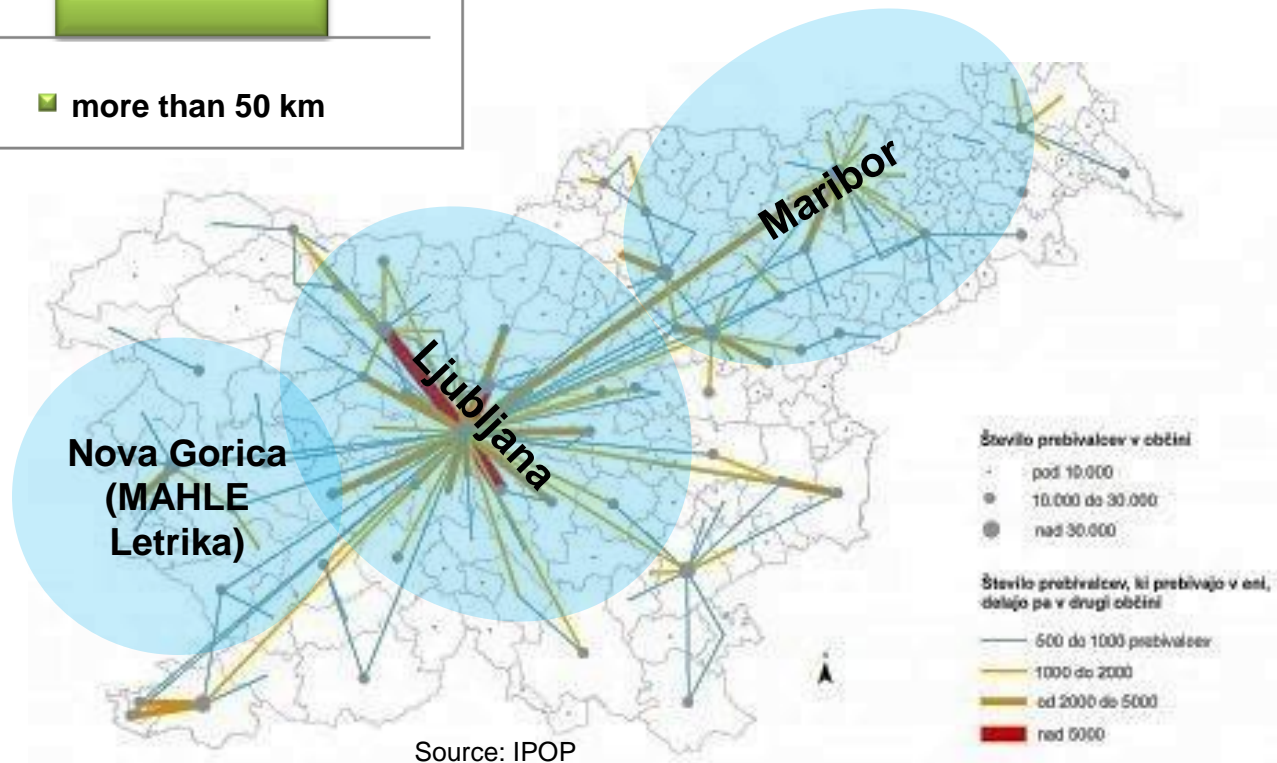 more than 50 km
Maribor
Ljubljana
Nova Gorica
(MAHLE
Letrika)
Število prebivalcev v občini
pod 10.000
10.000 do 30.000
nad 30.000
Število prebivalcev, ki prebivajo v eni,
delajo pa v drugi občini
500 do 1000 prebivalcev
1000 do 2000
od 2000 do 5000
nad 5000
Source: IPOP